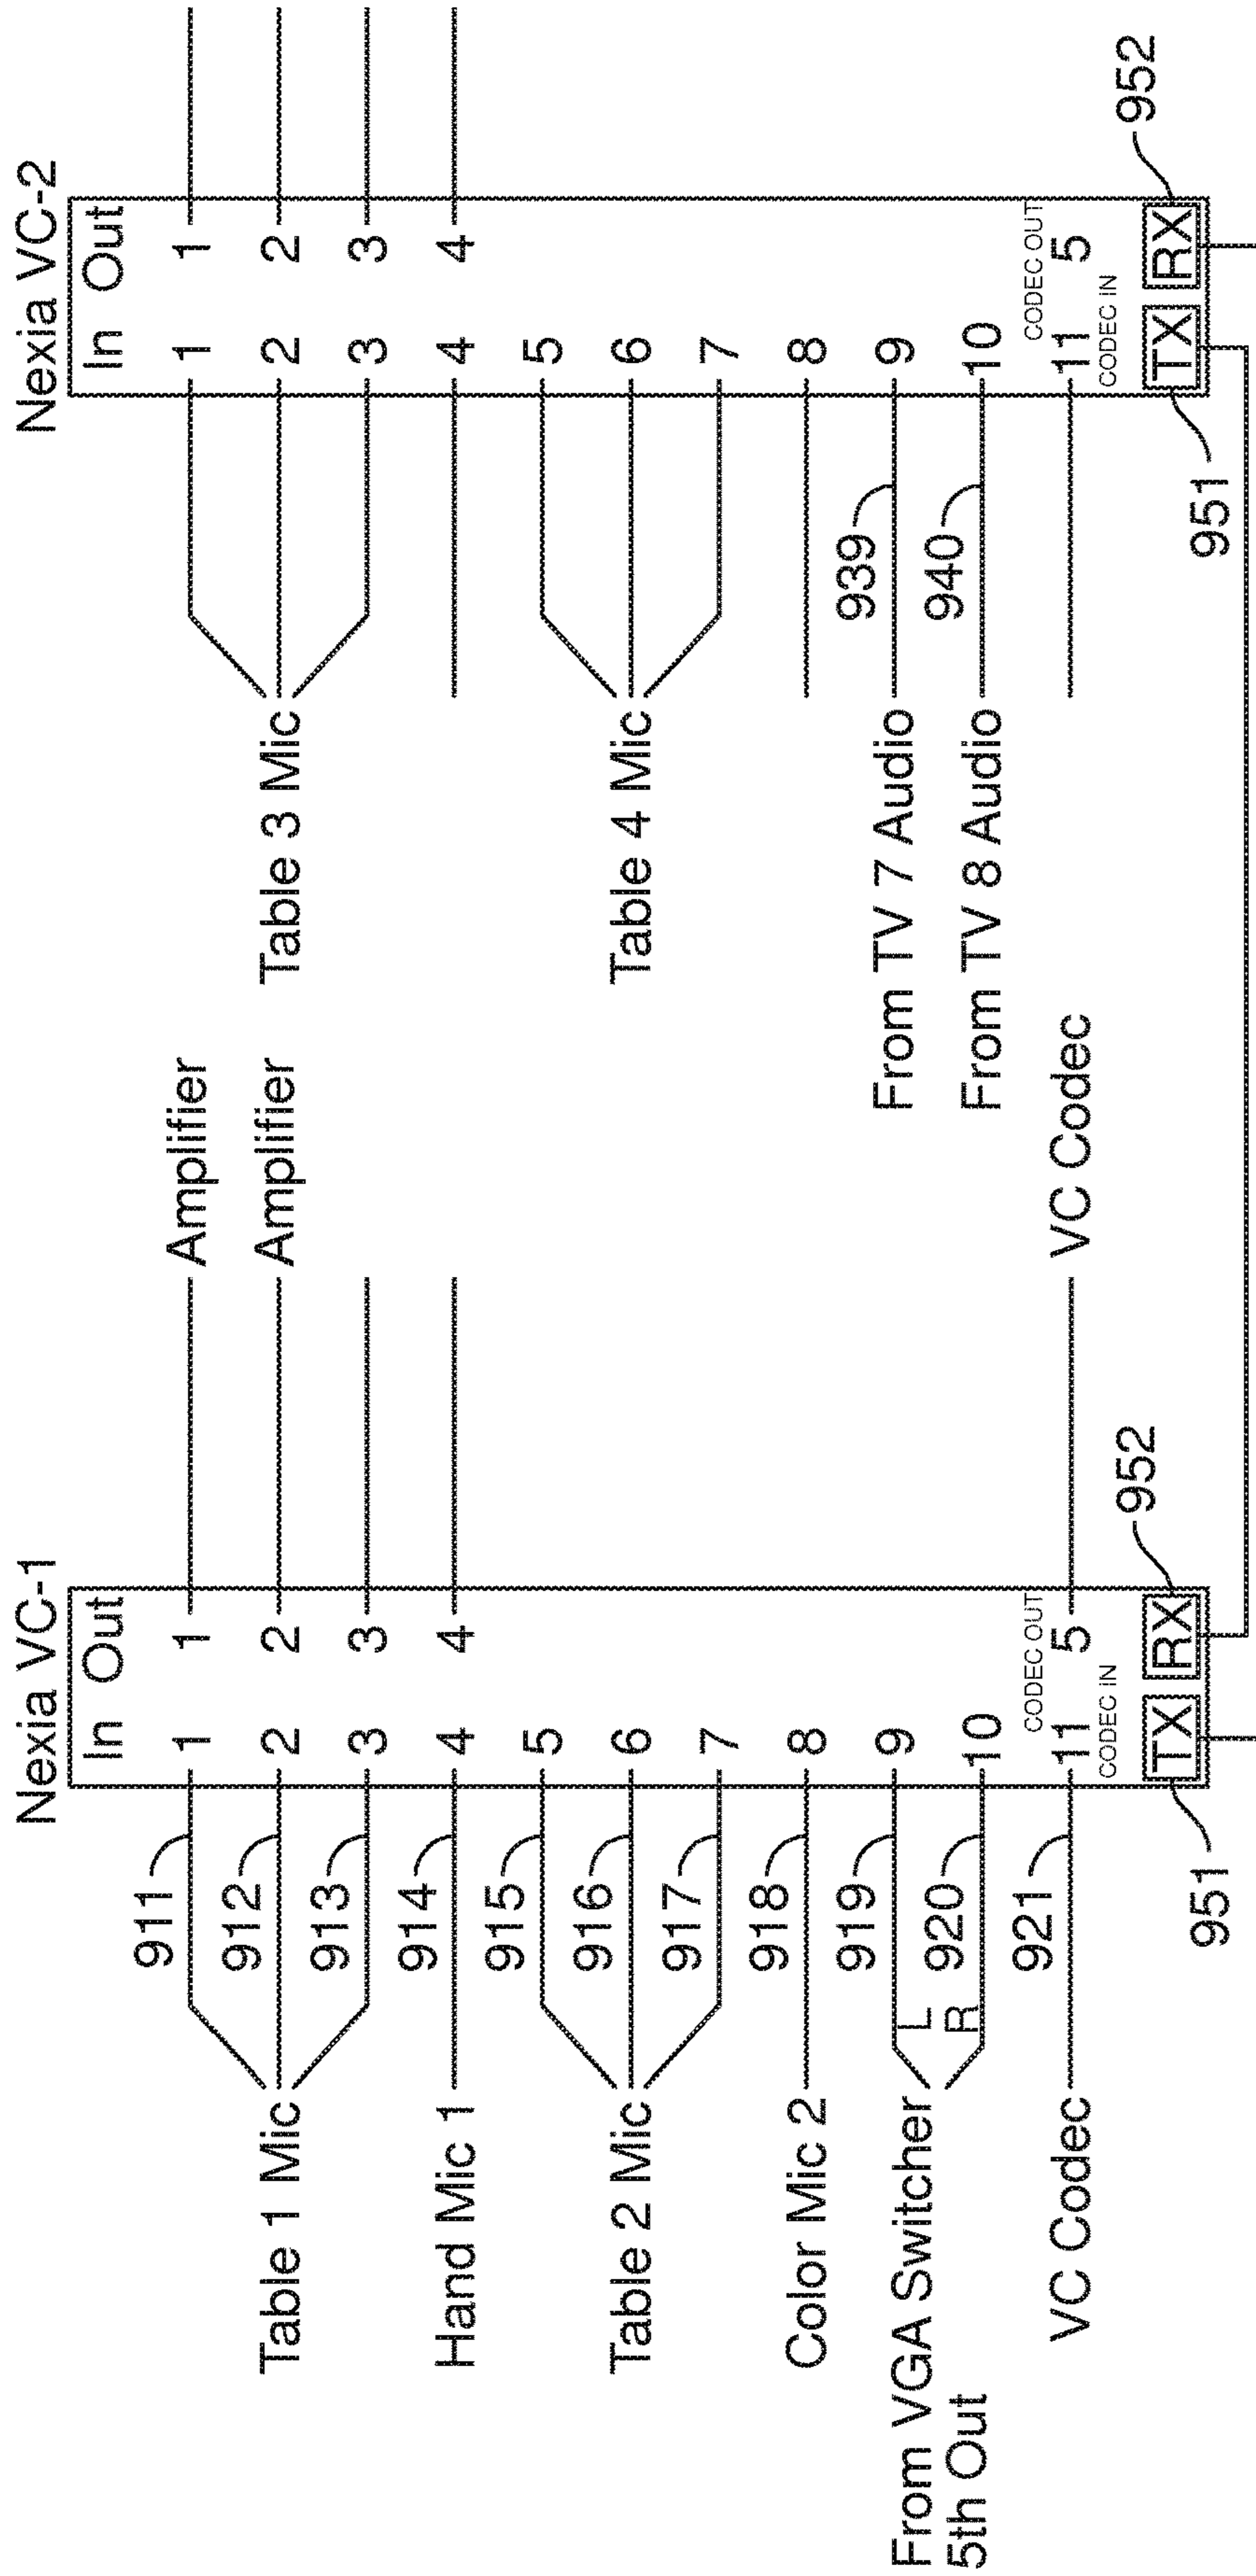 Nexia VC-1
In Out
911 1 1 Amplifier
912 2 2 Amplifier
Table 1 Mic
913 3 3
Hand Mic 1 914 4 4
915 5
Table 2 Mic 916 6
917 7
Color Mic 2 918 8
919 9
From VGA Switcher L
5th Out R
920 10
CODEC OUT
VC Codec 921 11 5 VC Codec
CODEC IN
TX RX
951 952
Nexia VC-2
In Out
1 1
Table 3 Mic 2 2
3 3
4 4
5
Table 4 Mic 6
7
8
From TV 7 Audio 939 9
From TV 8 Audio 940 10
CODEC OUT
11 5
CODEC IN
TX RX
951 952